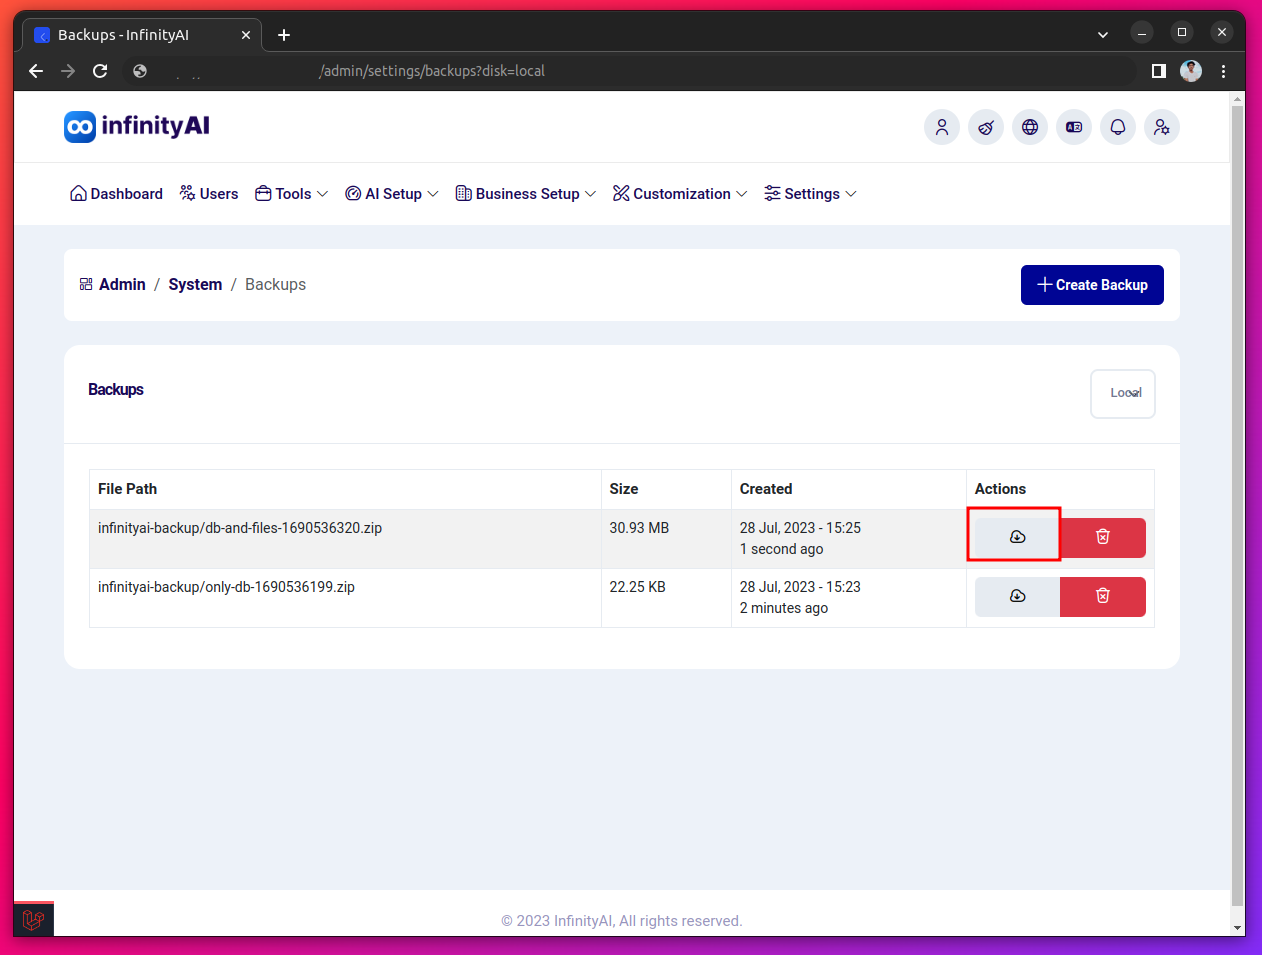 Backups - InfinityAI
/admin/settings/backups?disk=local
infinityAI
Dashboard Users Tools AI Setup Business Setup Customization Settings
Admin / System / Backups
Create Backup
Backups
Local
File Path Size Created Actions
infinityai-backup/db-and-files-1690536320.zip 30.93 MB 28 Jul, 2023 - 15:25
1 second ago
infinityai-backup/only-db-1690536199.zip 22.25 KB 28 Jul, 2023 - 15:23
2 minutes ago
© 2023 InfinityAI, All rights reserved.